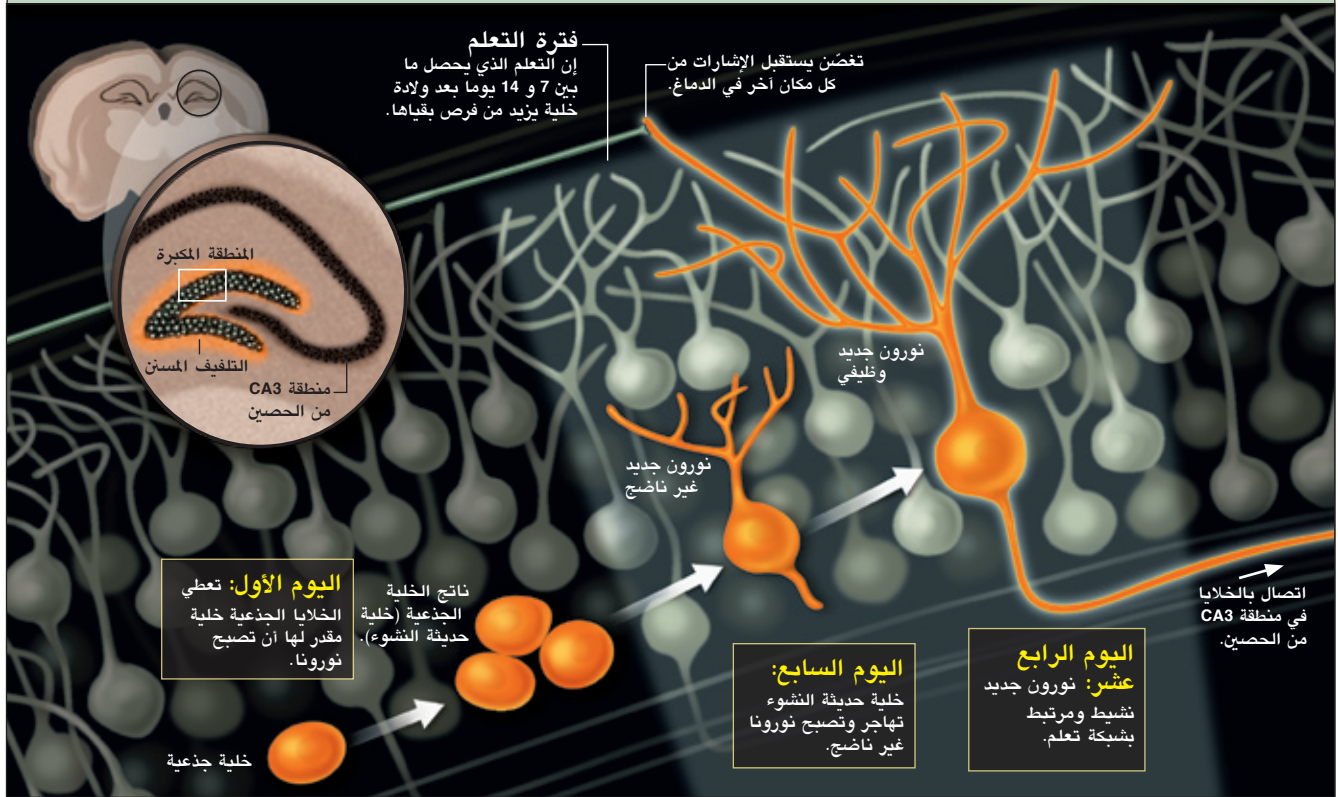 فترة التعلم
إن التعلم الذي يحصل ما
بين 7 و 14 يوما بعد ولادة
خلية يزيد من فرص بقياها.
تغصّن يستقبل الإشارات من
كل مكان آخر في الدماغ.
المنطقة المكبرة
التلفيف المسنن
منطقة CA3
من الحصين
نورون جديد
وظيفي
نورون جديد
غير ناضج
اليوم الأول: تعطي
الخلايا الجذعية خلية
مقدر لها أن تصبح
نورونا.
ناتج الخلية
الجذعية (خلية
حديثة النشوء).
خلية جذعية
اليوم السابع:
خلية حديثة النشوء
تهاجر وتصبح نورونا
غير ناضج.
اليوم الرابع
عشر: نورون جديد
نشيط ومرتبط
بشبكة تعلم.
اتصال بالخلايا
في منطقة CA3
من الحصين.